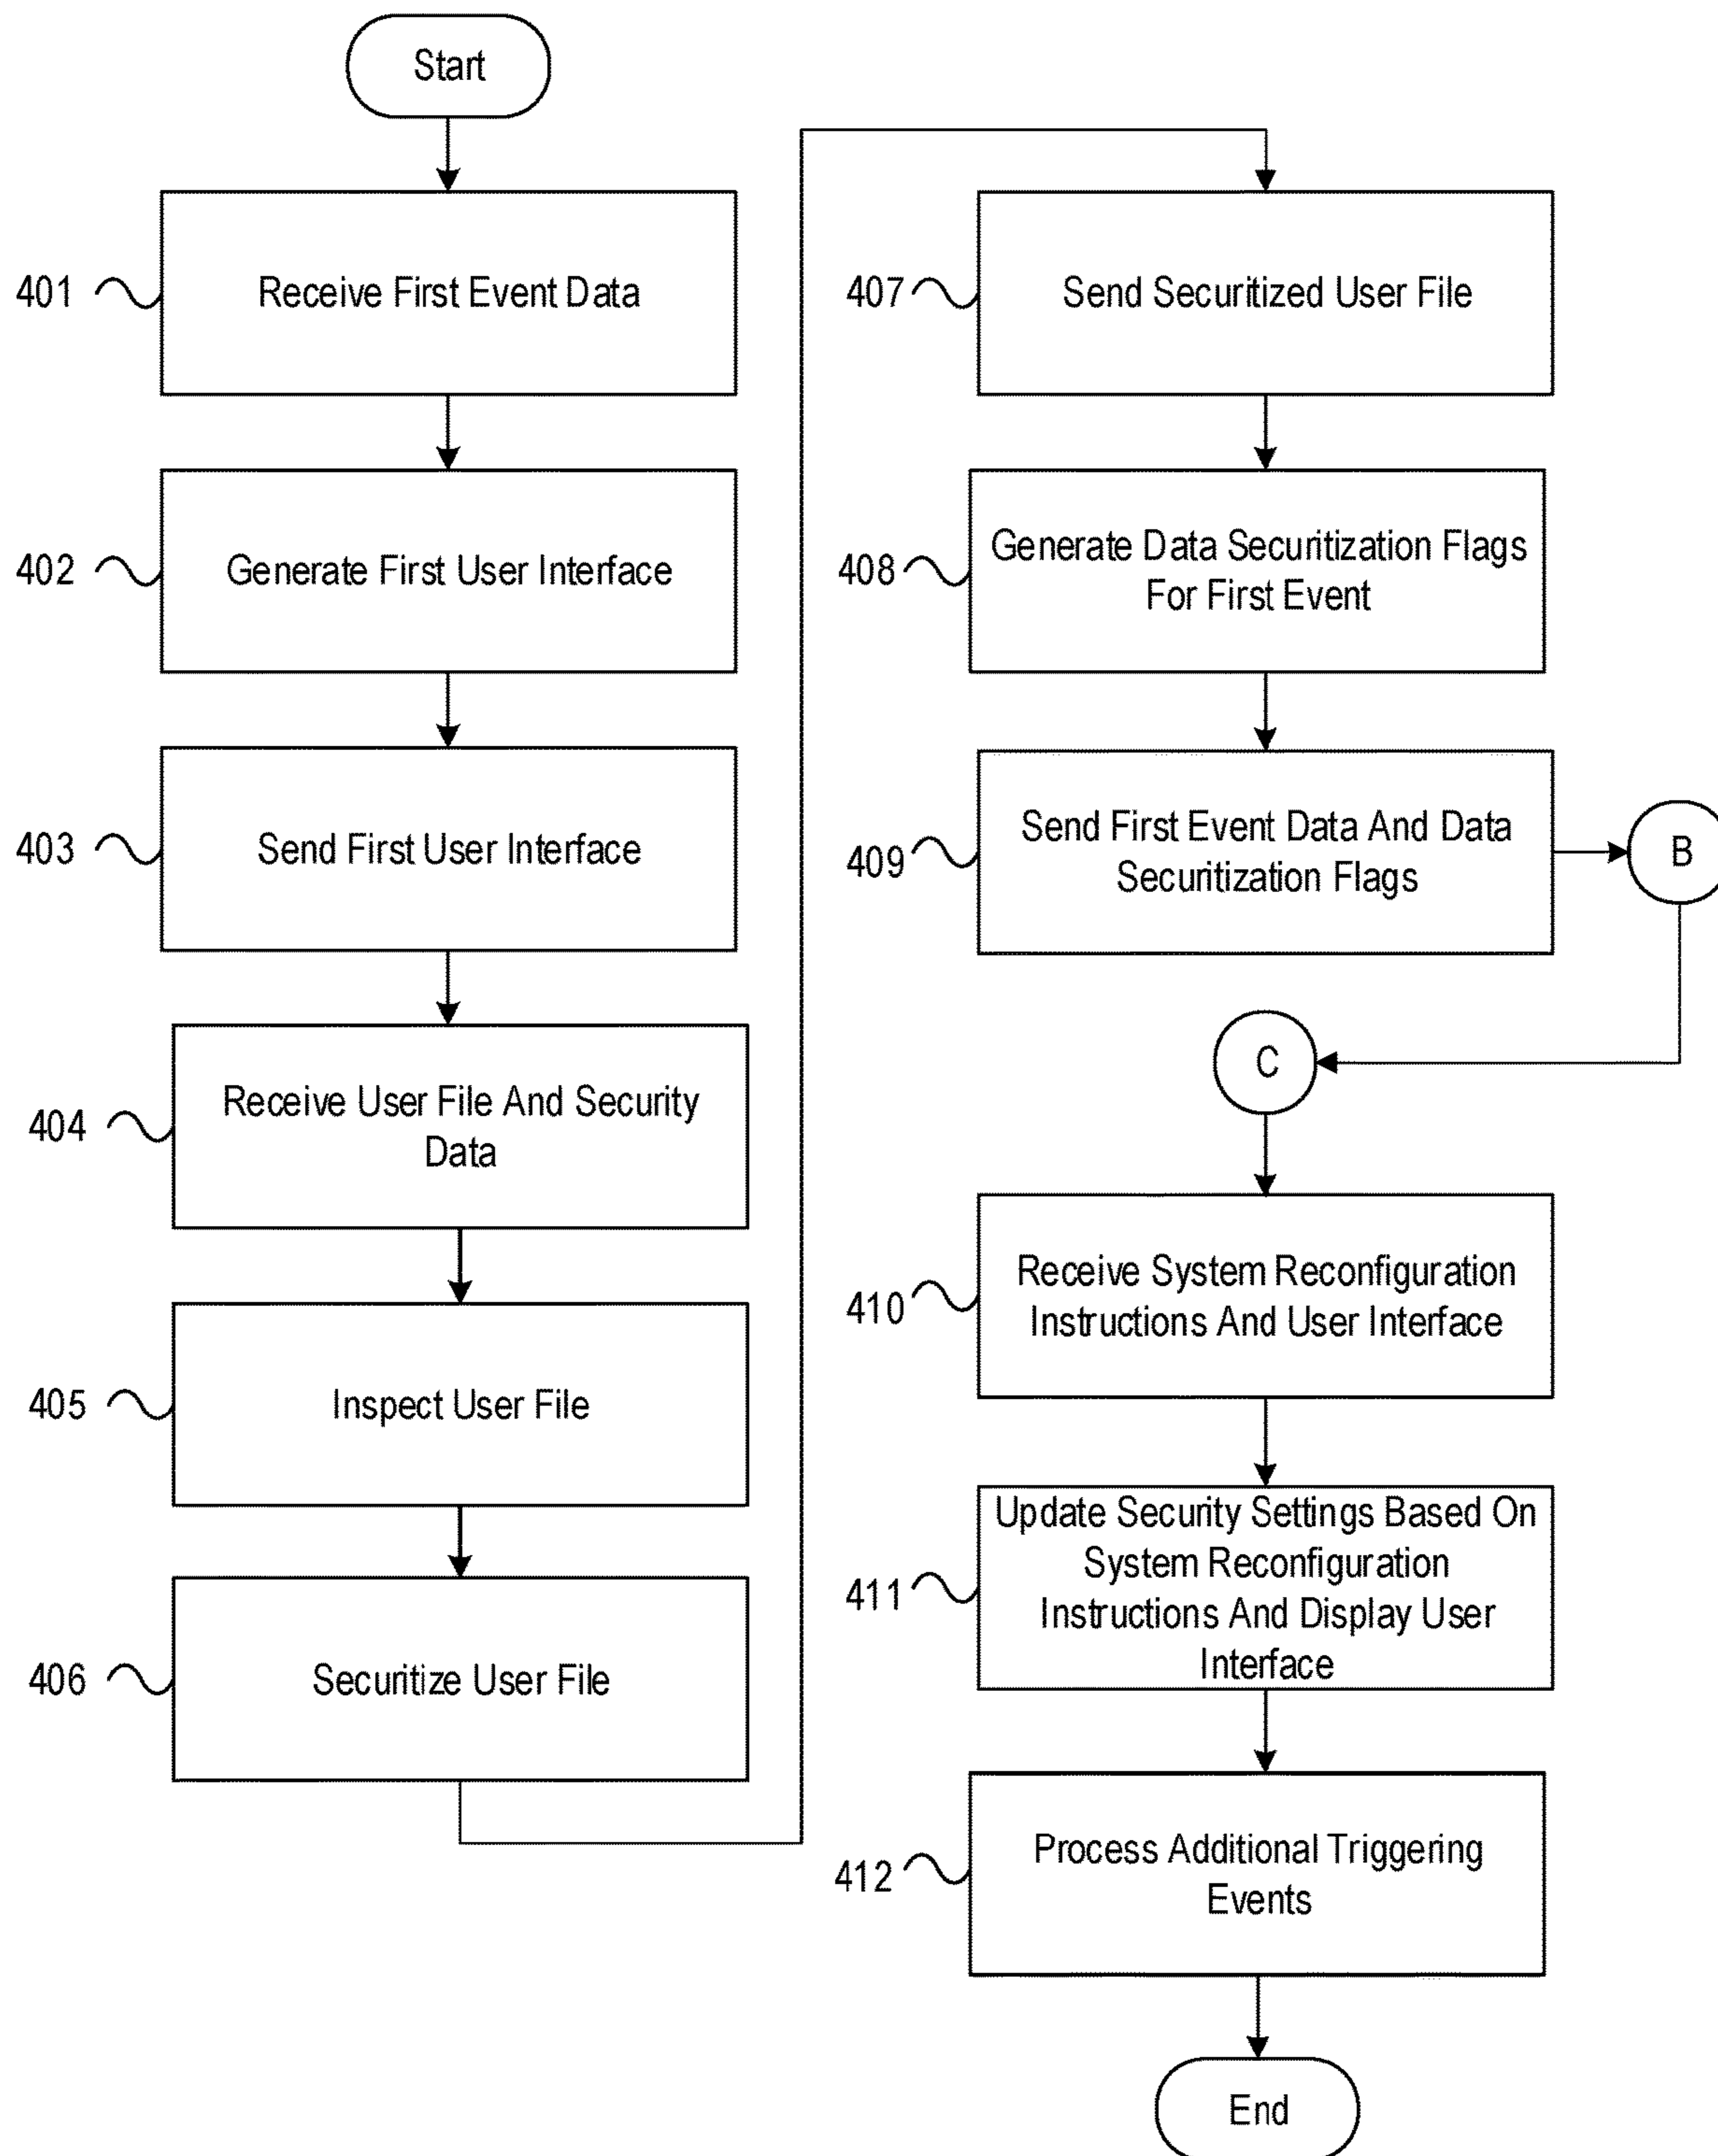 Start
401
Receive First Event Data
402
Generate First User Interface
403
Send First User Interface
404
Receive User File And Security
Data
405
Inspect User File
406
Securitize User File
407
Send Securitized User File
408
Generate Data Securitization Flags
For First Event
409
Send First Event Data And Data
Securitization Flags
B
C
410
Receive System Reconfiguration
Instructions And User Interface
411
Update Security Settings Based On
System Reconfiguration
Instructions And Display User
Interface
412
Process Additional Triggering
Events
End